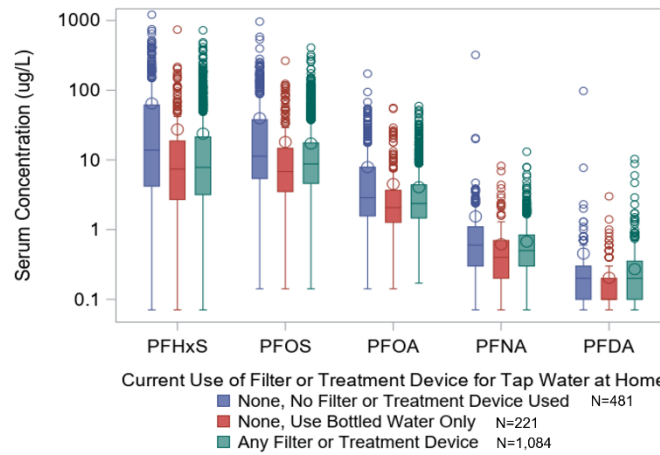 Serum Concentration (ug/L)
1000
100
10
1
0.1
PFHxS PFOS PFOA PFNA PFDA
Current Use of Filter or Treatment Device for Tap Water at Home
None, No Filter or Treatment Device Used N=481
None, Use Bottled Water Only N=221
Any Filter or Treatment Device N=1,084